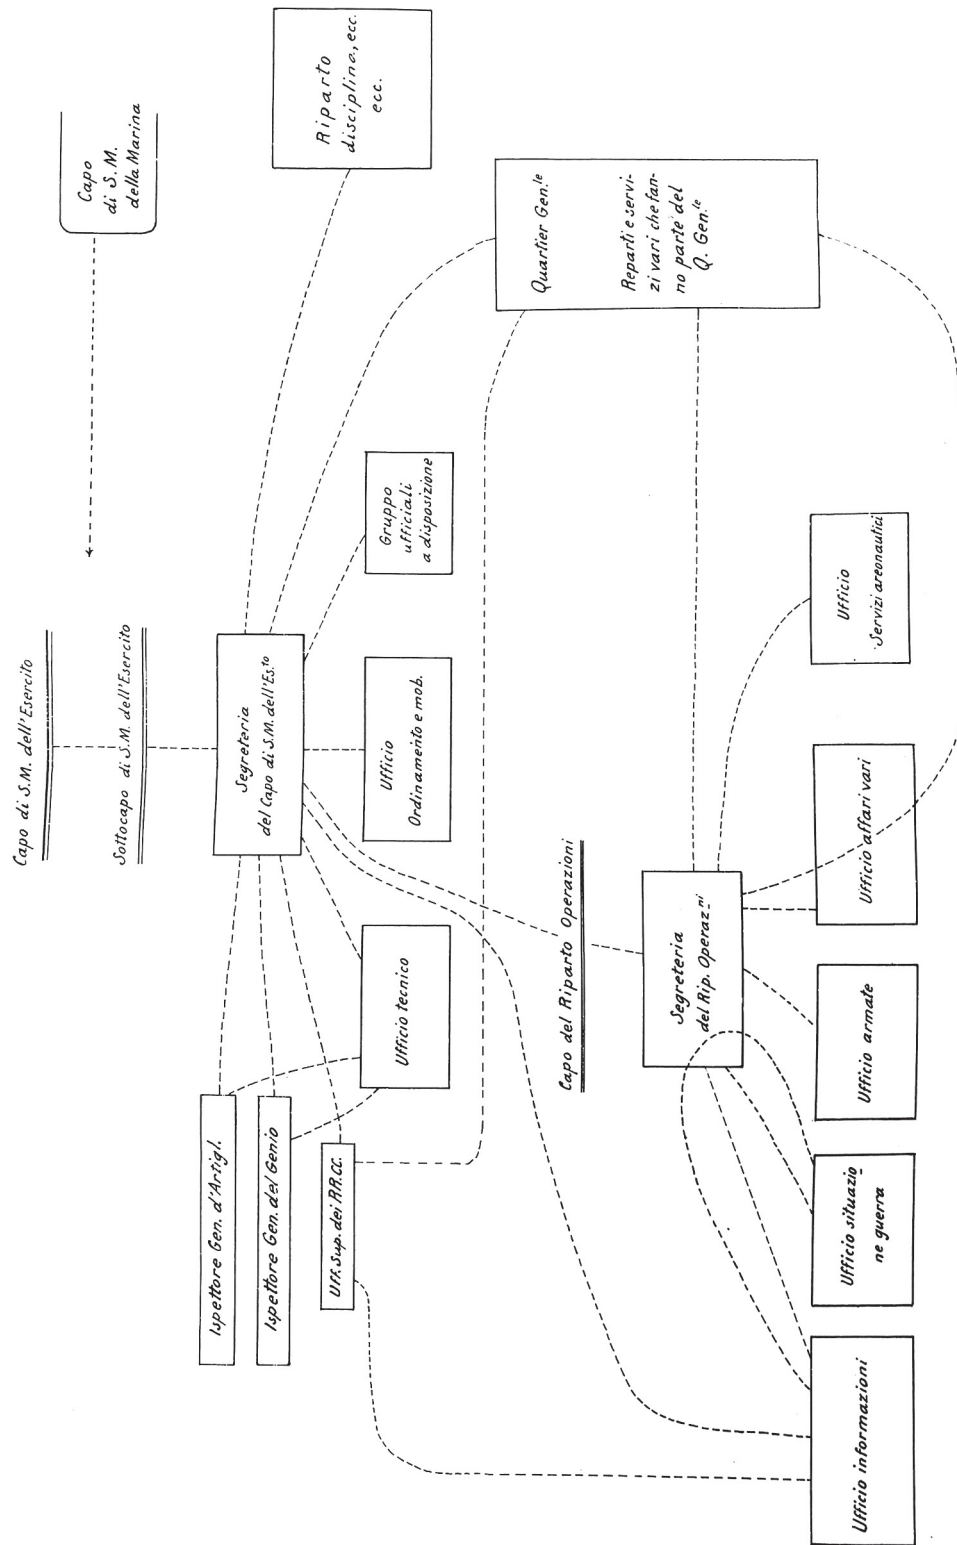 Capo di S.M. dell'Esercito
Sottocapo di S.M. dell'Esercito
Capo
di S.M.
della Marina
Segreteria
del Capo di S.M. dell'Es.to
Riparto
disciplina, ecc.
ecc.
Ispettore Gen. d'Artigl.
Ispettore Gen. del Genio
Uff. Sup. dei RR.CC.
Ufficio tecnico
Ufficio
Ordinamento e mob.
Gruppo
ufficiali
a disposizione
Quartier Gen.le
Reparti e servi-
zi vari che fan-
no parte del
Q. Gen.le
Capo del Riparto Operazioni
Segreteria
del Rip. Operaz.ni
Ufficio informazioni
Ufficio situazio
ne guerra
Ufficio armate
Ufficio affari vari
Ufficio
Servizi areonautici